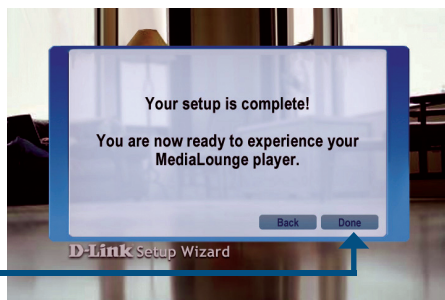 Your setup is complete!
You are now ready to experience your
MediaLounge player.
Back Done
D-Link Setup Wizard